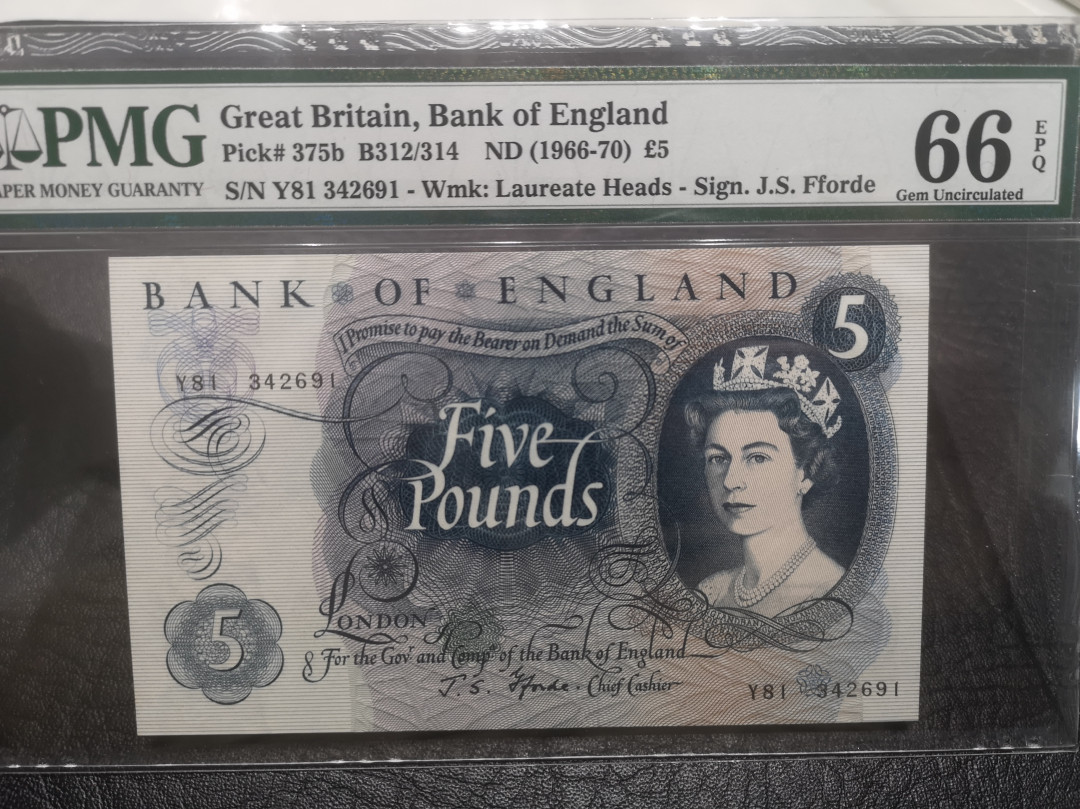 PMG
PAPER MONEY GUARANTY
Great Britain, Bank of England
Pick# 375b B312/314 ND (1966-70) £5
S/N Y81 342691 - Wmk: Laureate Heads - Sign. J.S. Fforde
66
EPQ
Gem Uncirculated
BANK OF ENGLAND
5
I Promise to pay the Bearer on Demand the Sum of
Y81 342691
Five
Pounds
5
LONDON
For the Govr and Compa of the Bank of England
J.S. Fforde. Chief Cashier
Y81 342691